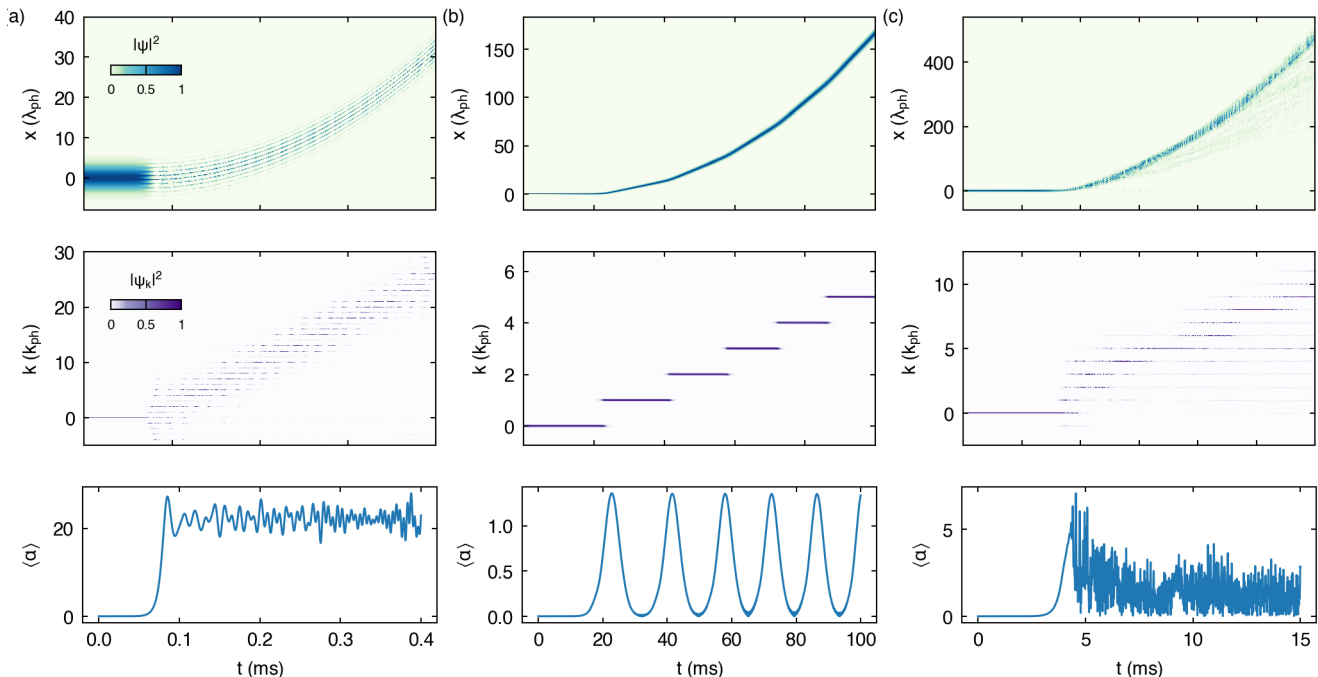 (a)
(b)
(c)
40
30
20
10
0
x (λph)
|ψ|²
0 0.5 1
150
100
50
0
x (λph)
400
200
0
x (λph)
30
20
10
0
k (kph)
|ψk|²
0 0.5 1
6
4
2
0
k (kph)
10
5
0
k (kph)
20
0
⟨α⟩
0.0 0.1 0.2 0.3 0.4
t (ms)
1.0
0.5
0.0
⟨α⟩
0 20 40 60 80 100
t (ms)
5
0
⟨α⟩
0 5 10 15
t (ms)